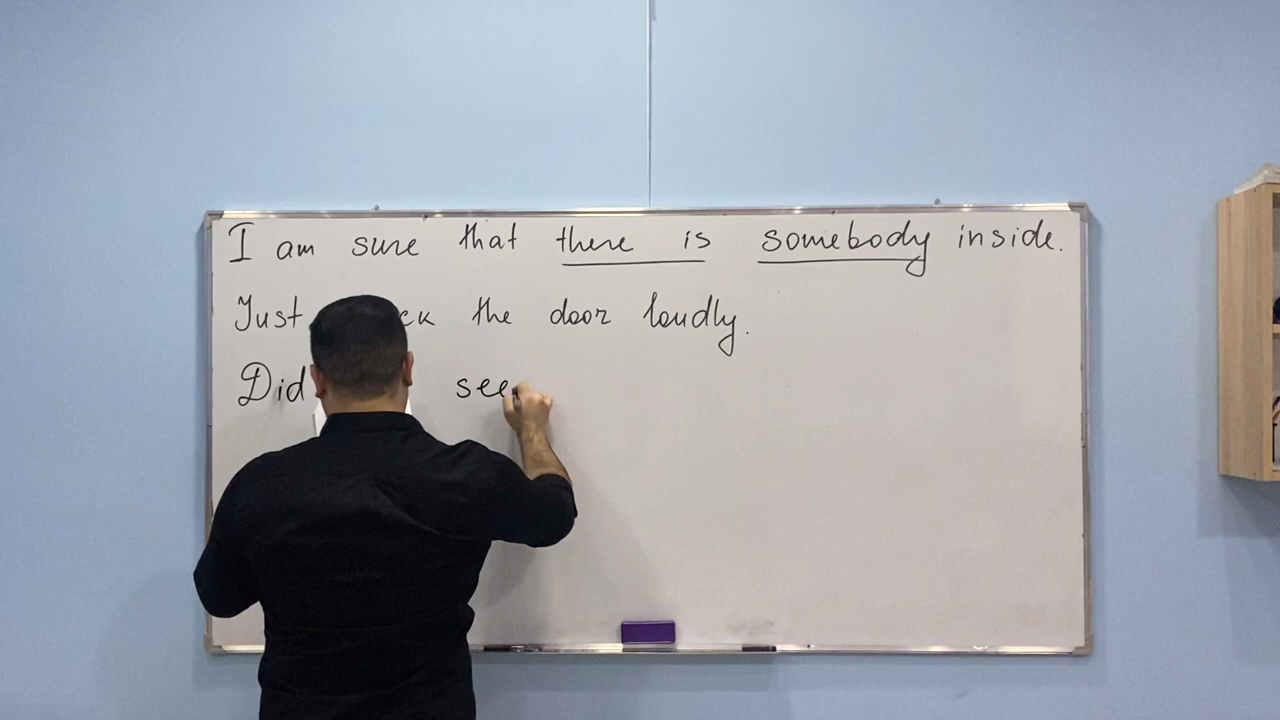 I am sure that there is somebody inside.
Just the door loudly.
Did see